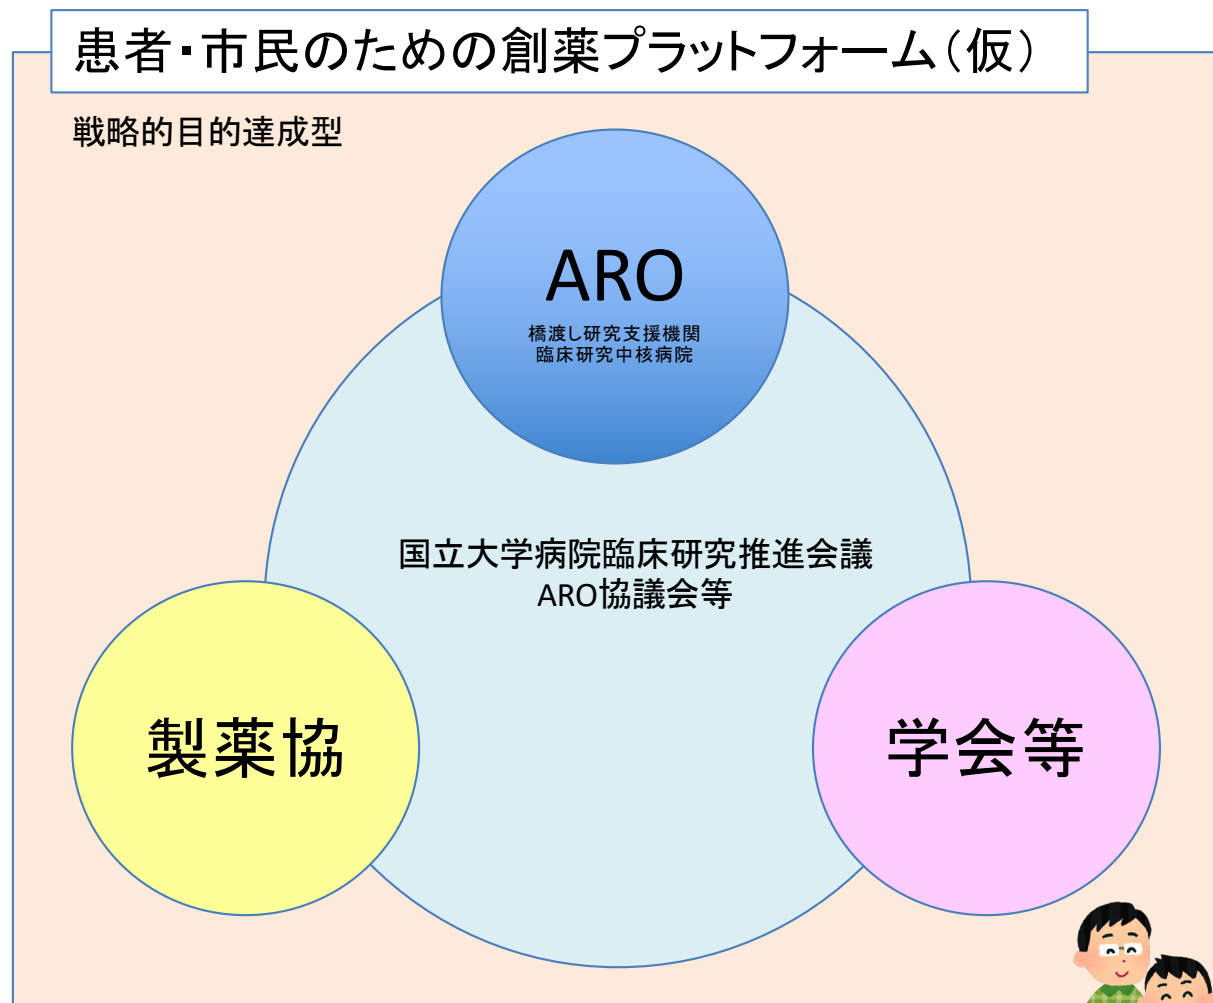 患者・市民のための創薬プラットフォーム（仮）
戦略的目的達成型
ARO
橋渡し研究支援機関
臨床研究中核病院
国立大学病院臨床研究推進会議
ARO協議会等
製薬協
学会等